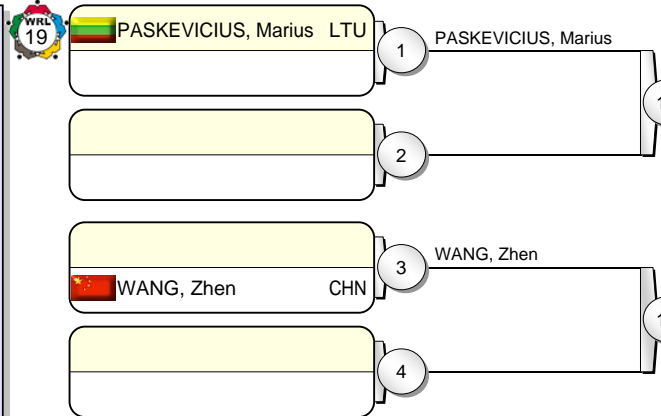 WRL
19
PASKEVICIUS, Marius LTU
1
PASKEVICIUS, Marius
2
3
WANG, Zhen
WANG, Zhen CHN
4